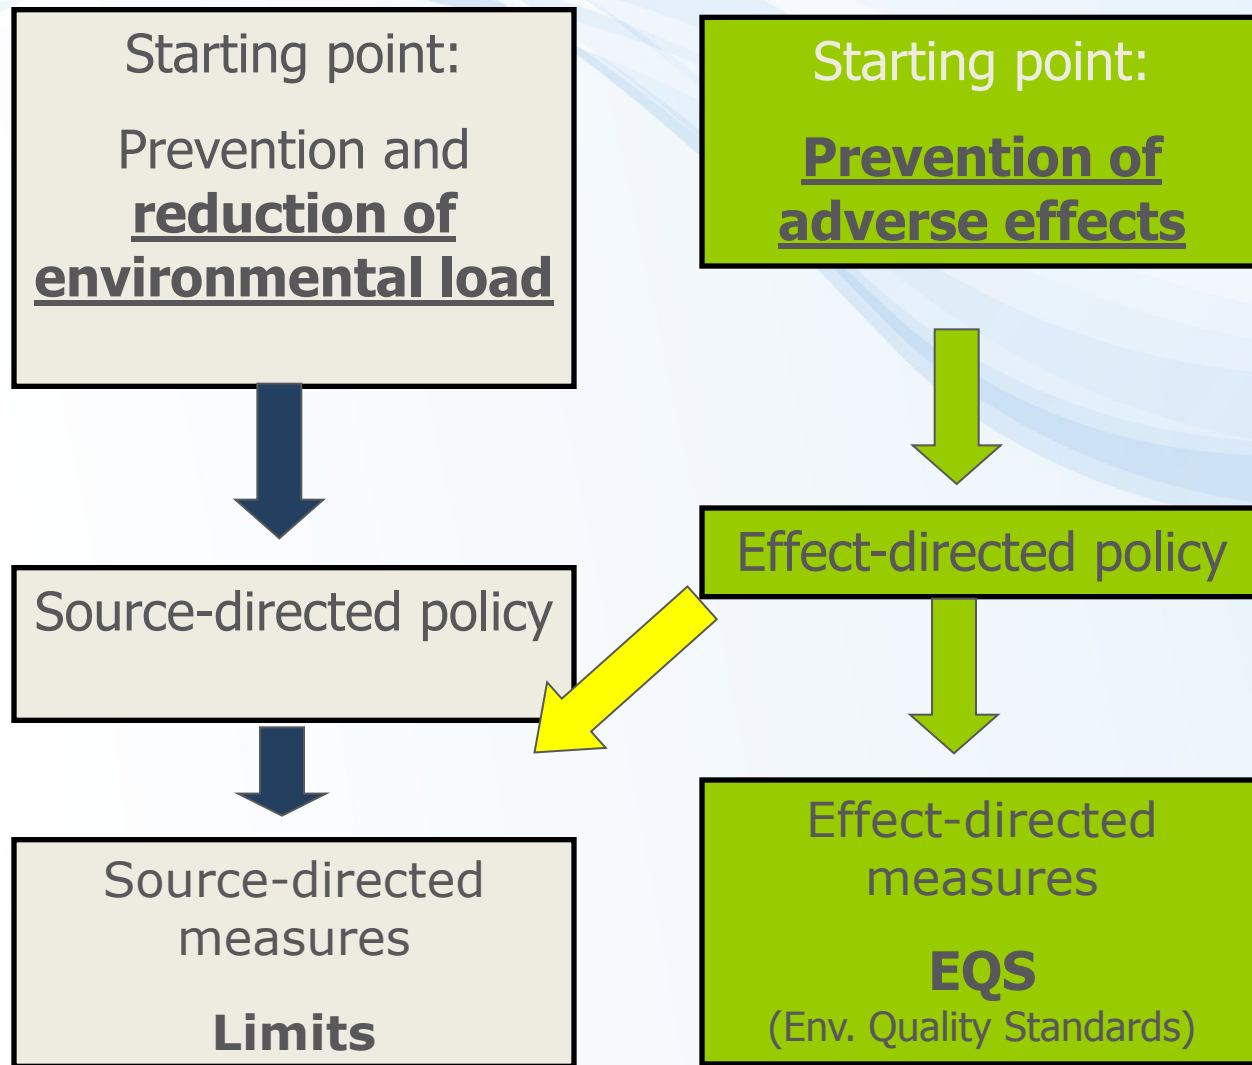 Starting point:
Prevention and
reduction of
environmental load
Source-directed policy
Source-directed
measures
Limits
Starting point:
Prevention of
adverse effects
Effect-directed policy
Effect-directed
measures
EQS
(Env. Quality Standards)